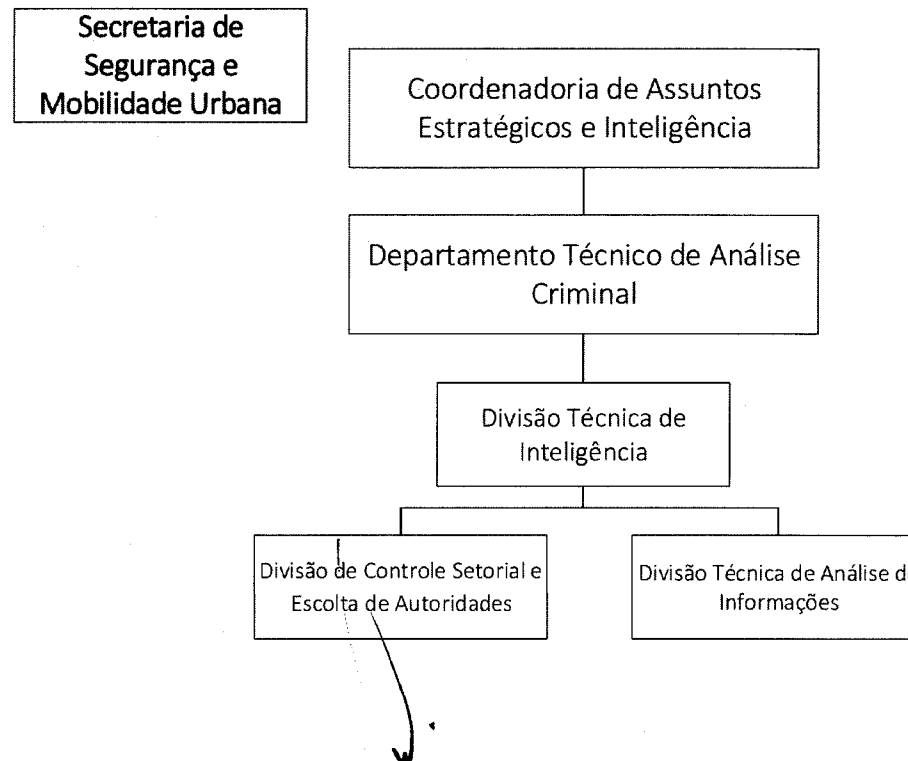 Secretaria de
Segurança e
Mobilidade Urbana
Coordenadoria de Assuntos
Estratégicos e Inteligência
Departamento Técnico de Análise
Criminal
Divisão Técnica de
Inteligência
Divisão de Controle Setorial e
Escolta de Autoridades
Divisão Técnica de Análise d
Informações